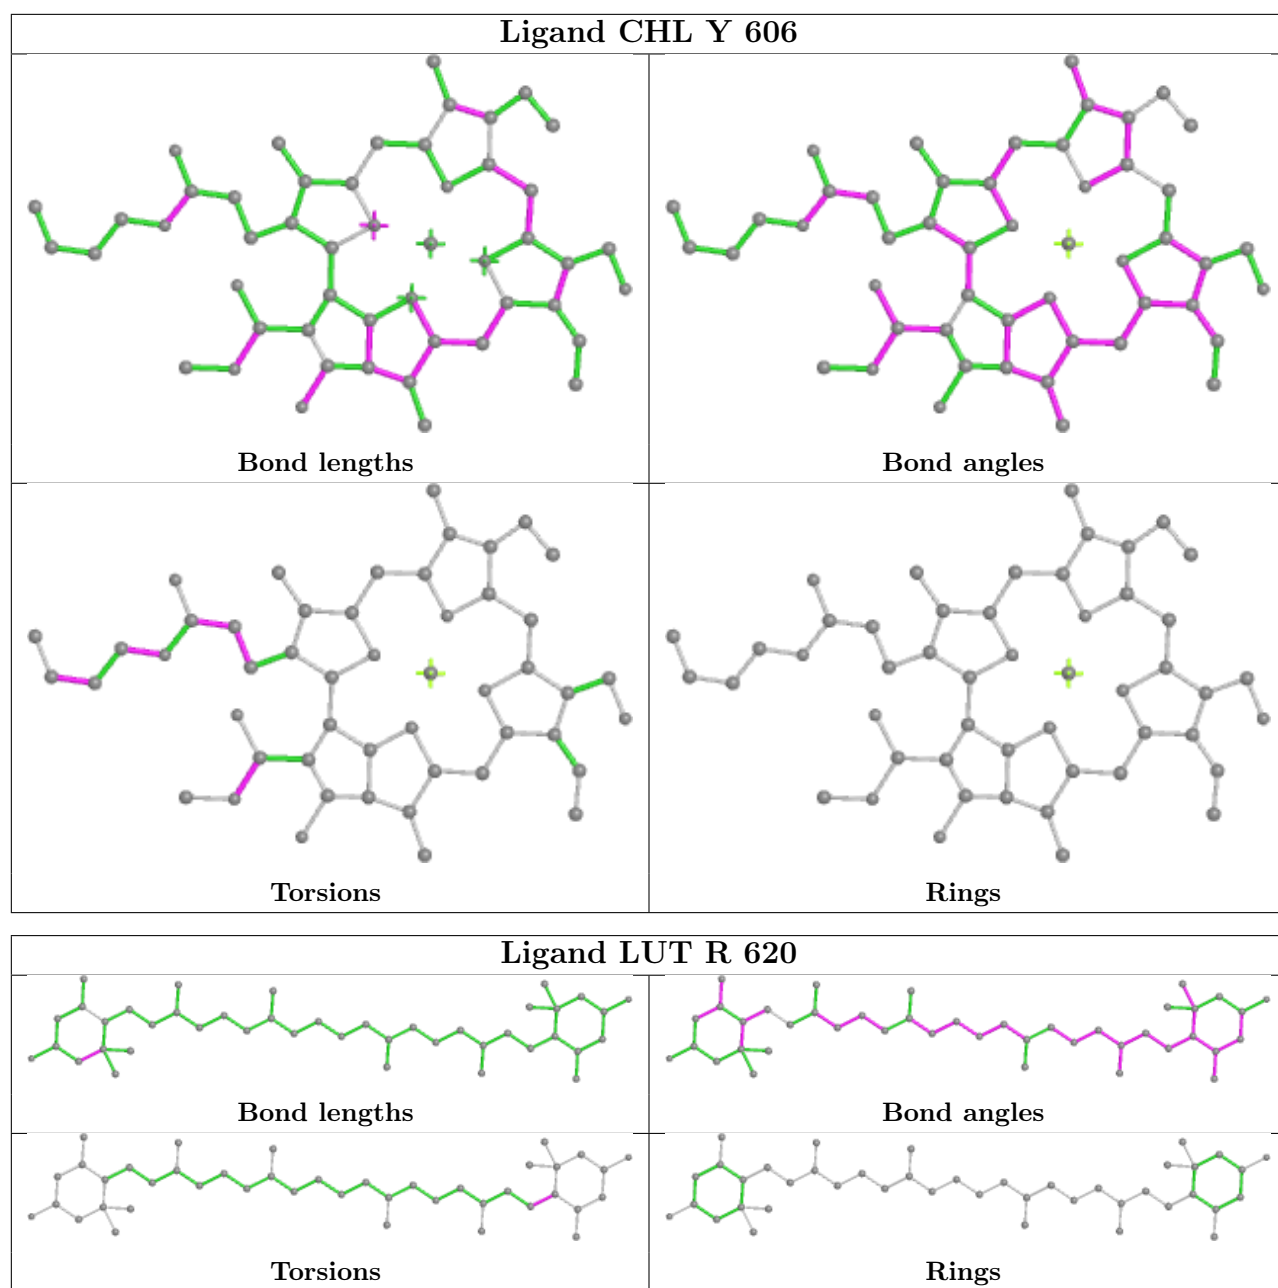 Ligand CHL Y 606
Bond lengths
Bond angles
Torsions
Rings
Ligand LUT R 620
Bond lengths
Bond angles
Torsions
Rings